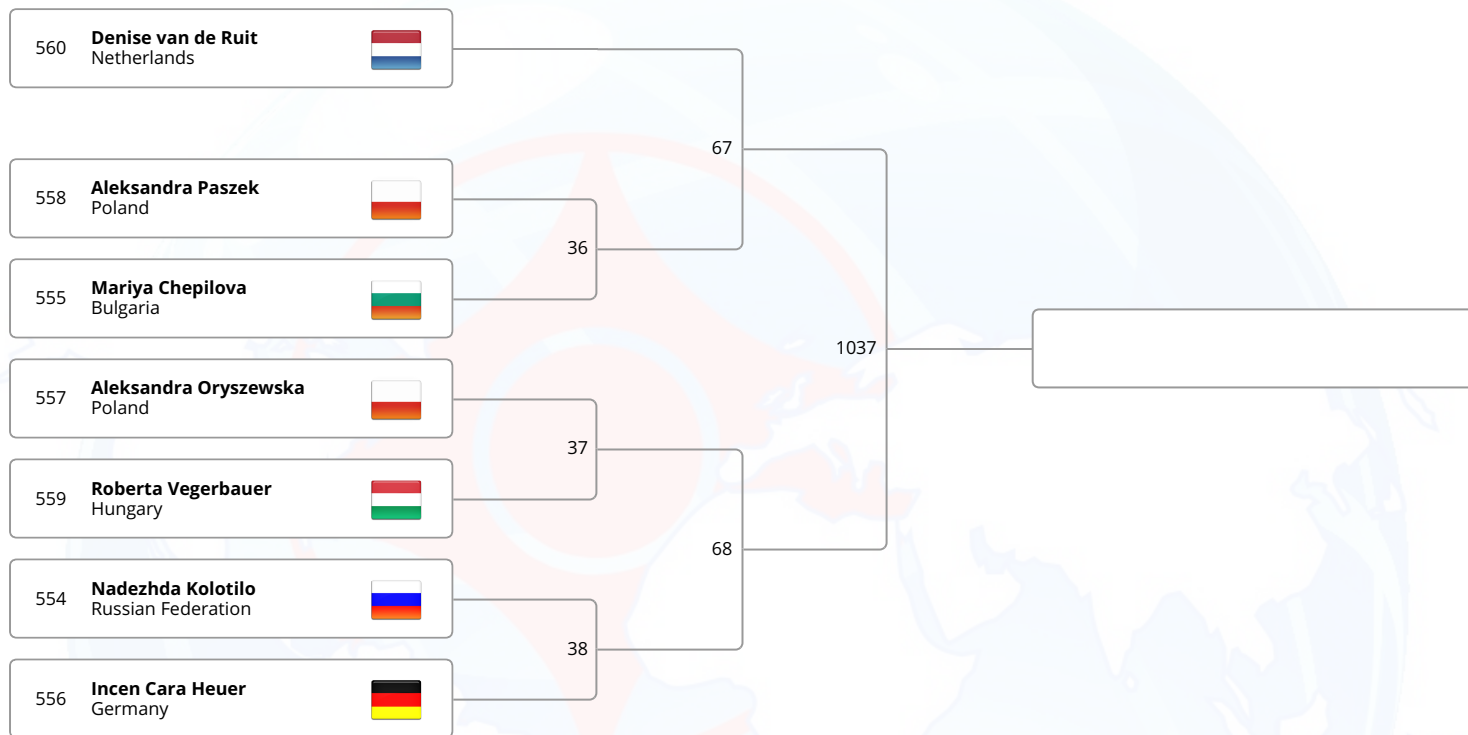 560
Denise van de Ruit
Netherlands
67
558
Aleksandra Paszek
Poland
36
555
Mariya Chepilova
Bulgaria
1037
557
Aleksandra Oryszewska
Poland
37
559
Roberta Vegerbauer
Hungary
68
554
Nadezhda Kolotilo
Russian Federation
38
556
Incen Cara Heuer
Germany